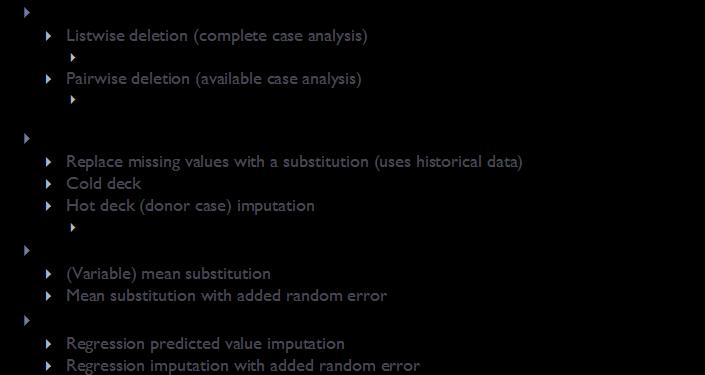 Listwise deletion (complete case analysis)
Pairwise deletion (available case analysis)
Replace missing values with a substitution (uses historical data)
Cold deck
Hot deck (donor case) imputation
(Variable) mean substitution
Mean substitution with added random error
Regression predicted value imputation
Regression imputation with added random error